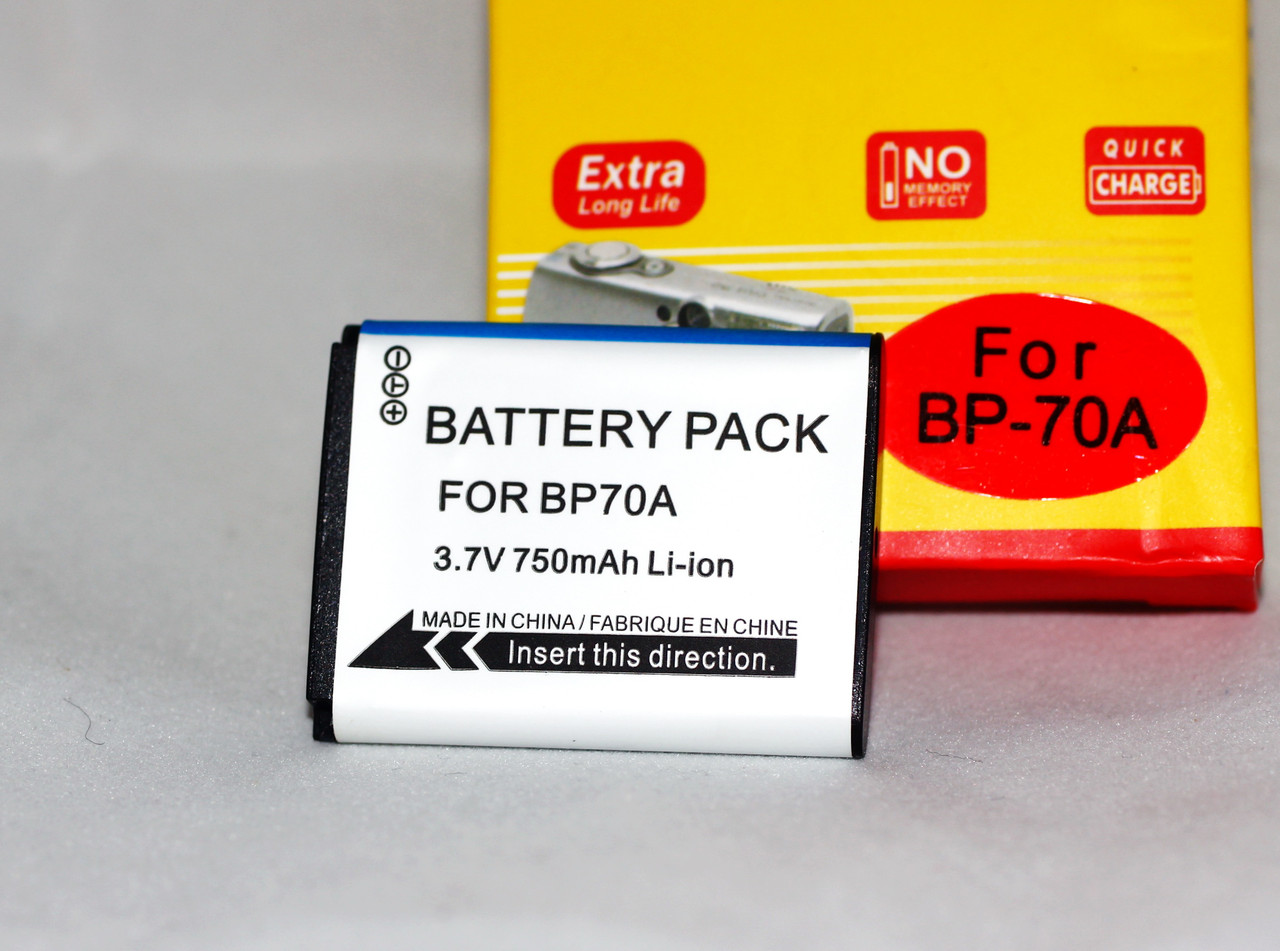 Extra
Long Life
NO
MEMORY
EFFECT
QUICK
CHARGE
For
BP-70A
BATTERY PACK
FOR BP70A
3.7V 750mAh Li-ion
MADE IN CHINA / FABRIQUE EN CHINE
Insert this direction.